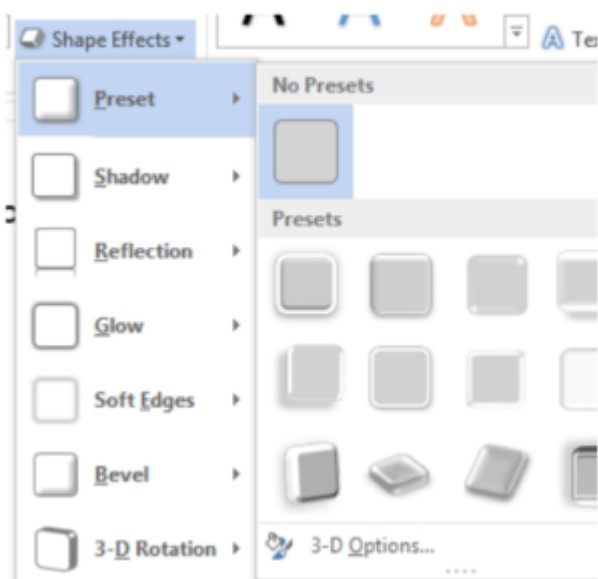 Shape Effects
A A A
Preset
Shadow
Reflection
Glow
Soft Edges
Bevel
3-D Rotation
No Presets
Presets
3-D Options...